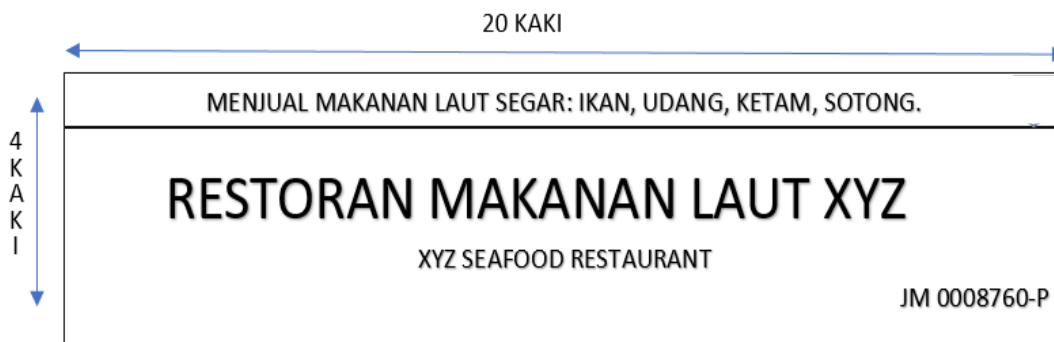 20 KAKI
4 KAKI
MENJUAL MAKANAN LAUT SEGAR: IKAN, UDANG, KETAM, SOTONG.
RESTORAN MAKANAN LAUT XYZ
XYZ SEAFOOD RESTAURANT
JM 0008760-P